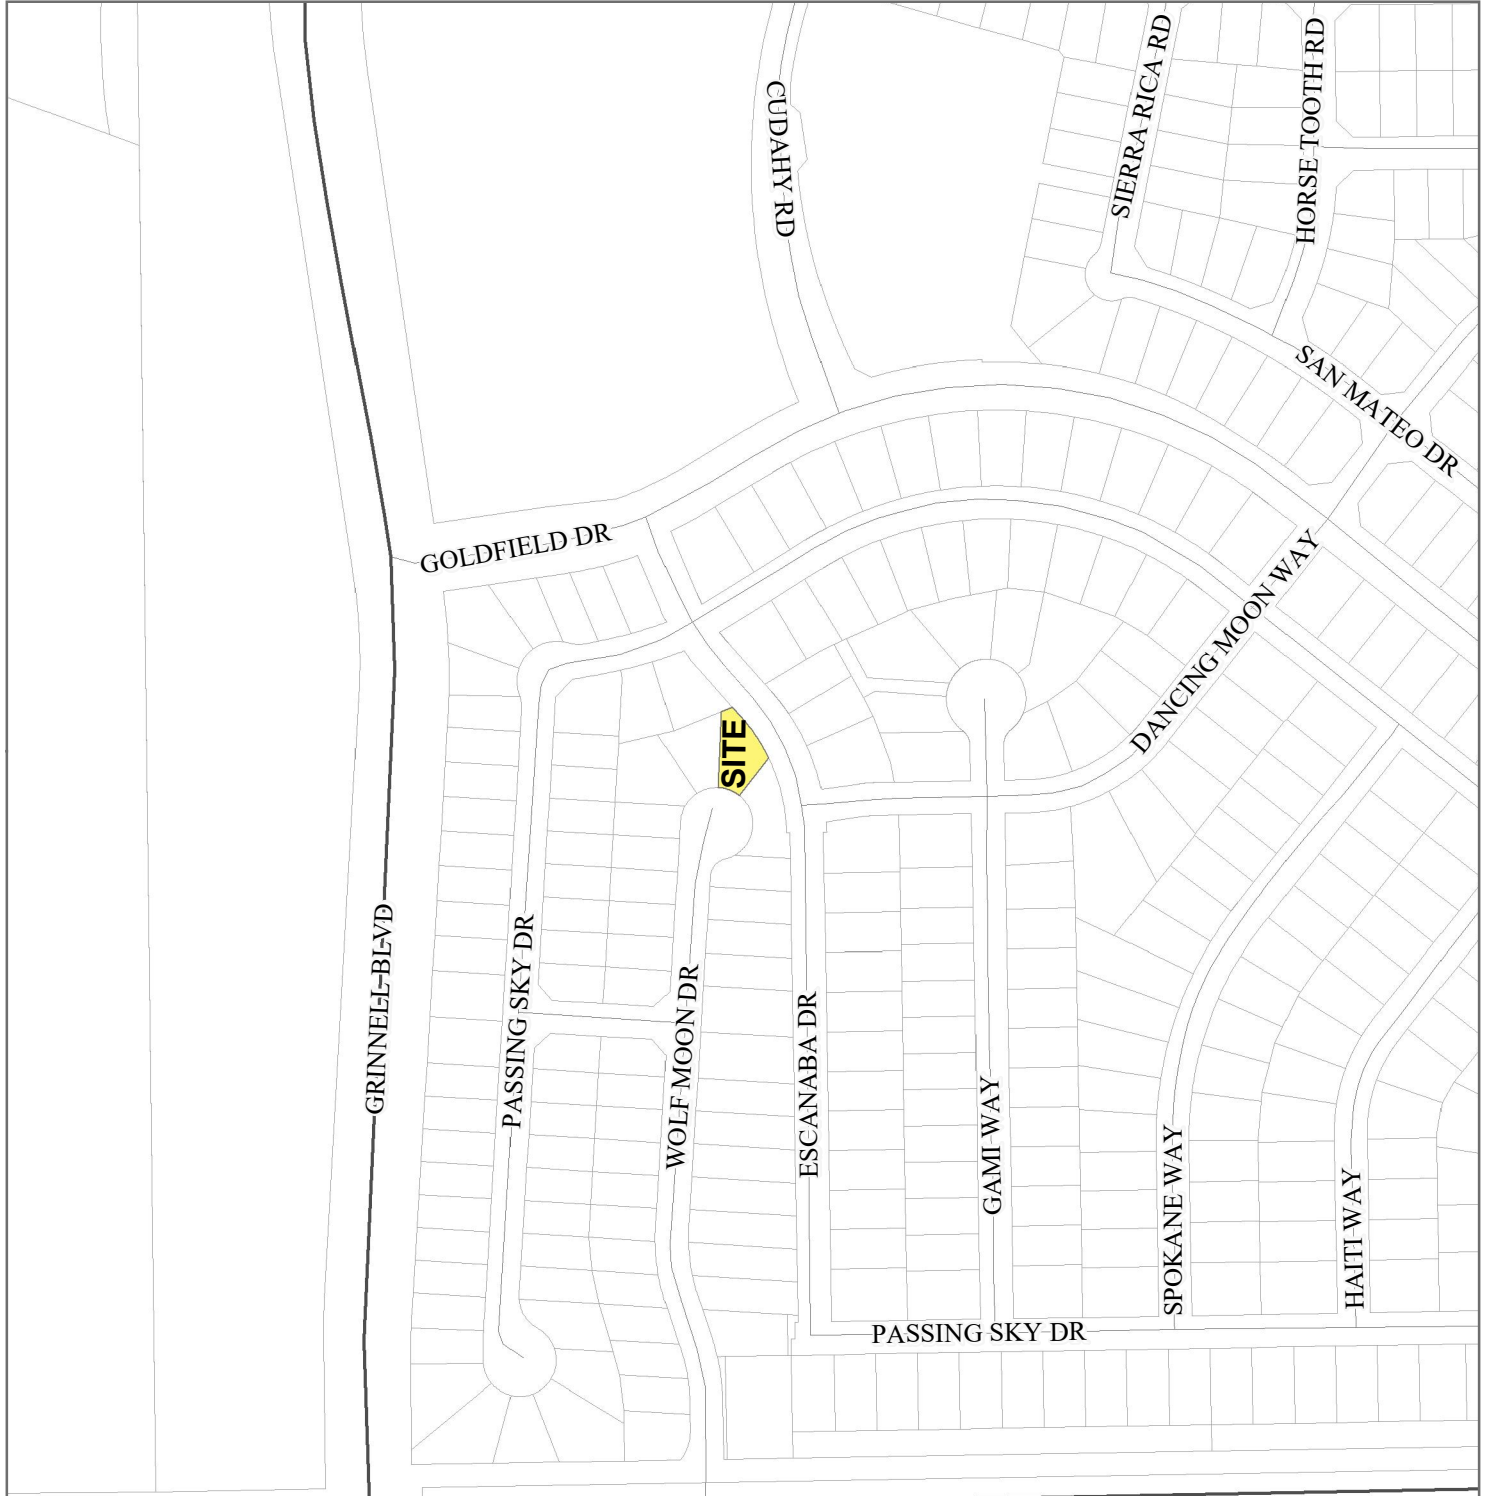 SIERRA RICA RD
HORSE TOOTH RD
CUDAHY RD
SAN MATEO DR
GOLDFIELD DR
DANCING MOON WAY
SITE
GRINNELL BLVD
PASSING SKY DR
WOLF MOON DR
ESCANABA DR
GAMI WAY
SPOKANE WAY
HAITI WAY
PASSING SKY DR